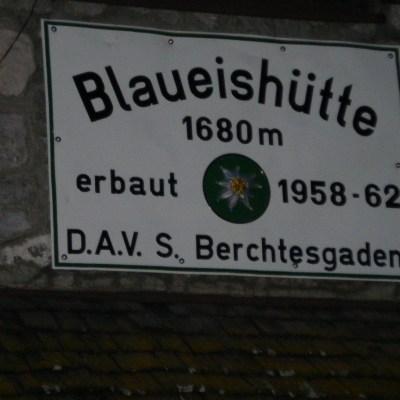 Blaueishütte
1680 m
erbaut 1958-62
D.A.V. S. Berchtesgaden